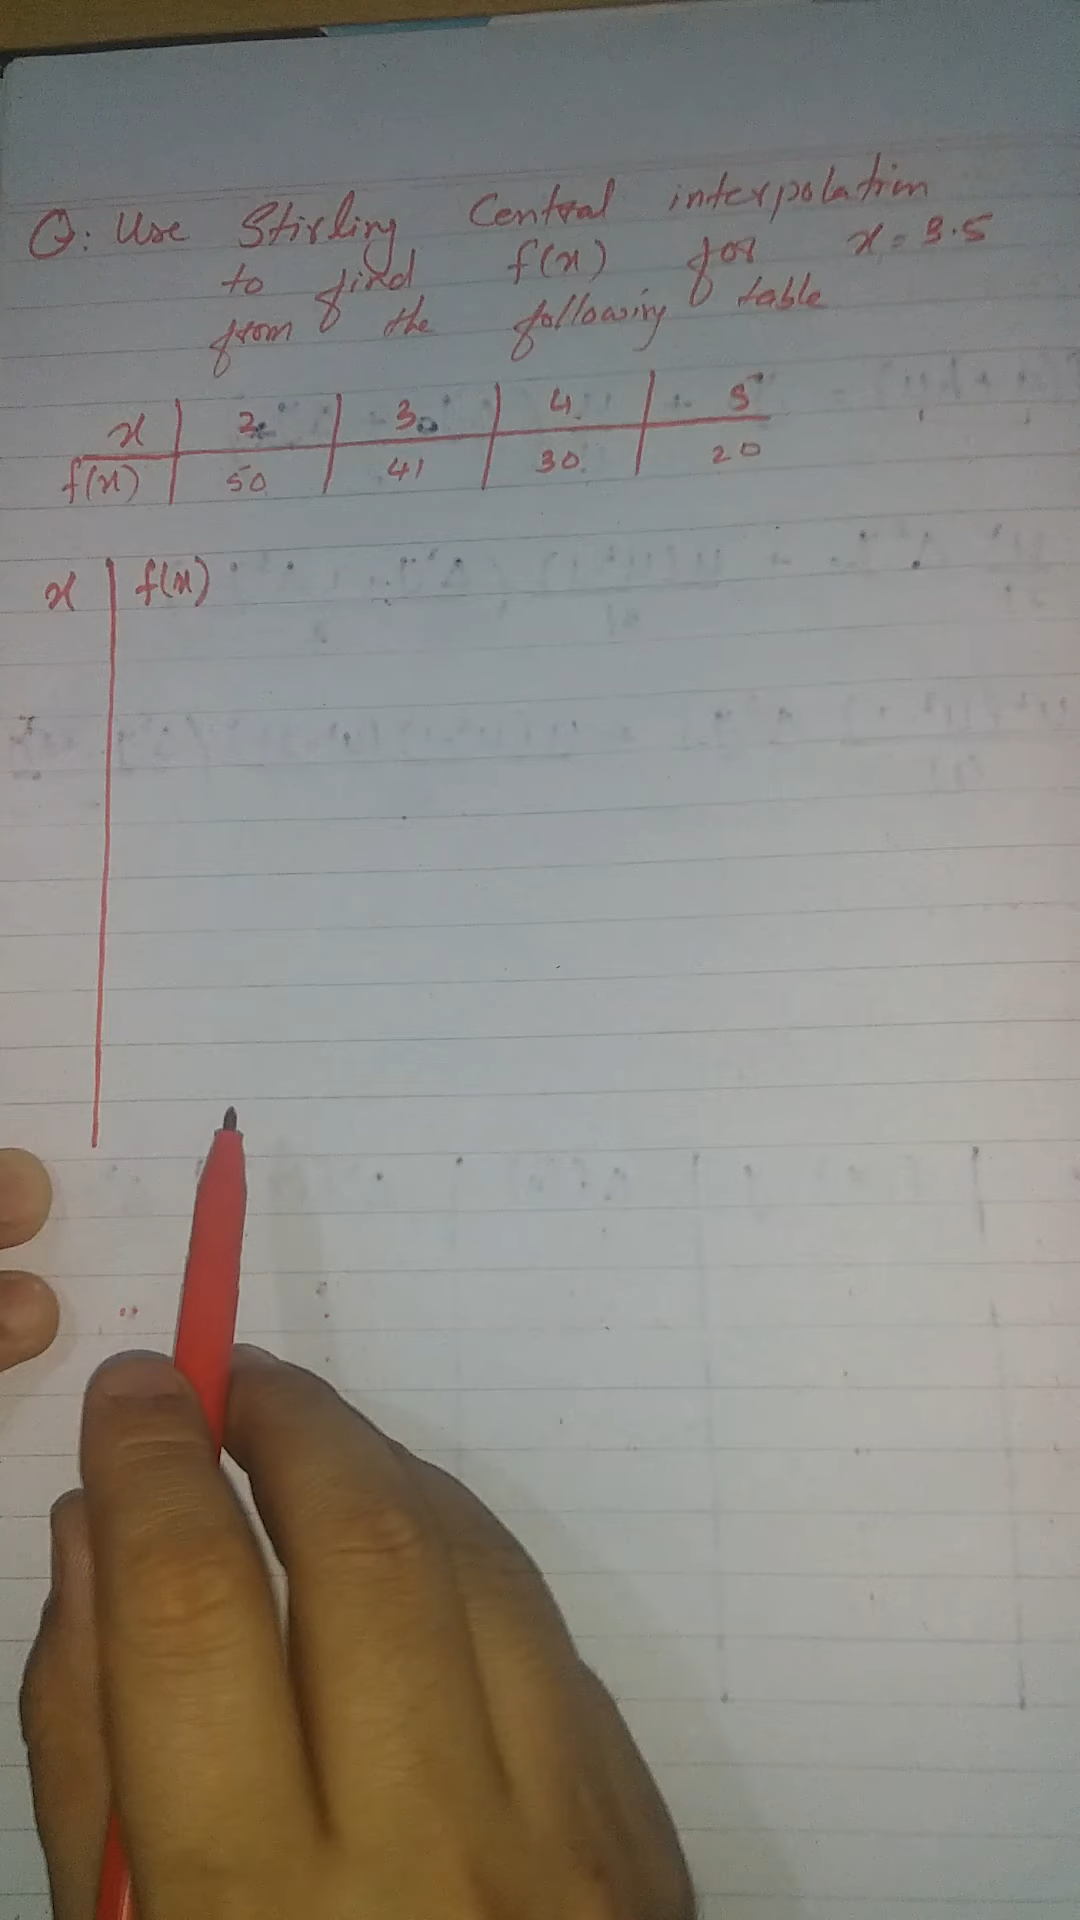 Q: Use Stirling Central interpolation
to find f(x) for x = 3.5
from the following table
x | 2 | 3 | 4 | 5
f(x) | 50 | 41 | 30 | 20
x | f(x)